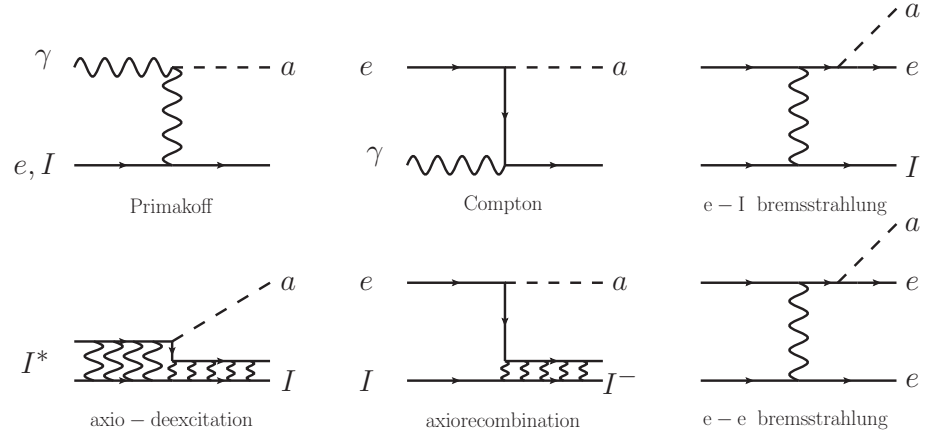 γ
a
e, I
Primakoff
e
a
γ
Compton
a
e
I
e − I bremsstrahlung
a
I*
I
axio − deexcitation
e
a
I
I⁻
axiorecombination
a
e
e
e − e bremsstrahlung